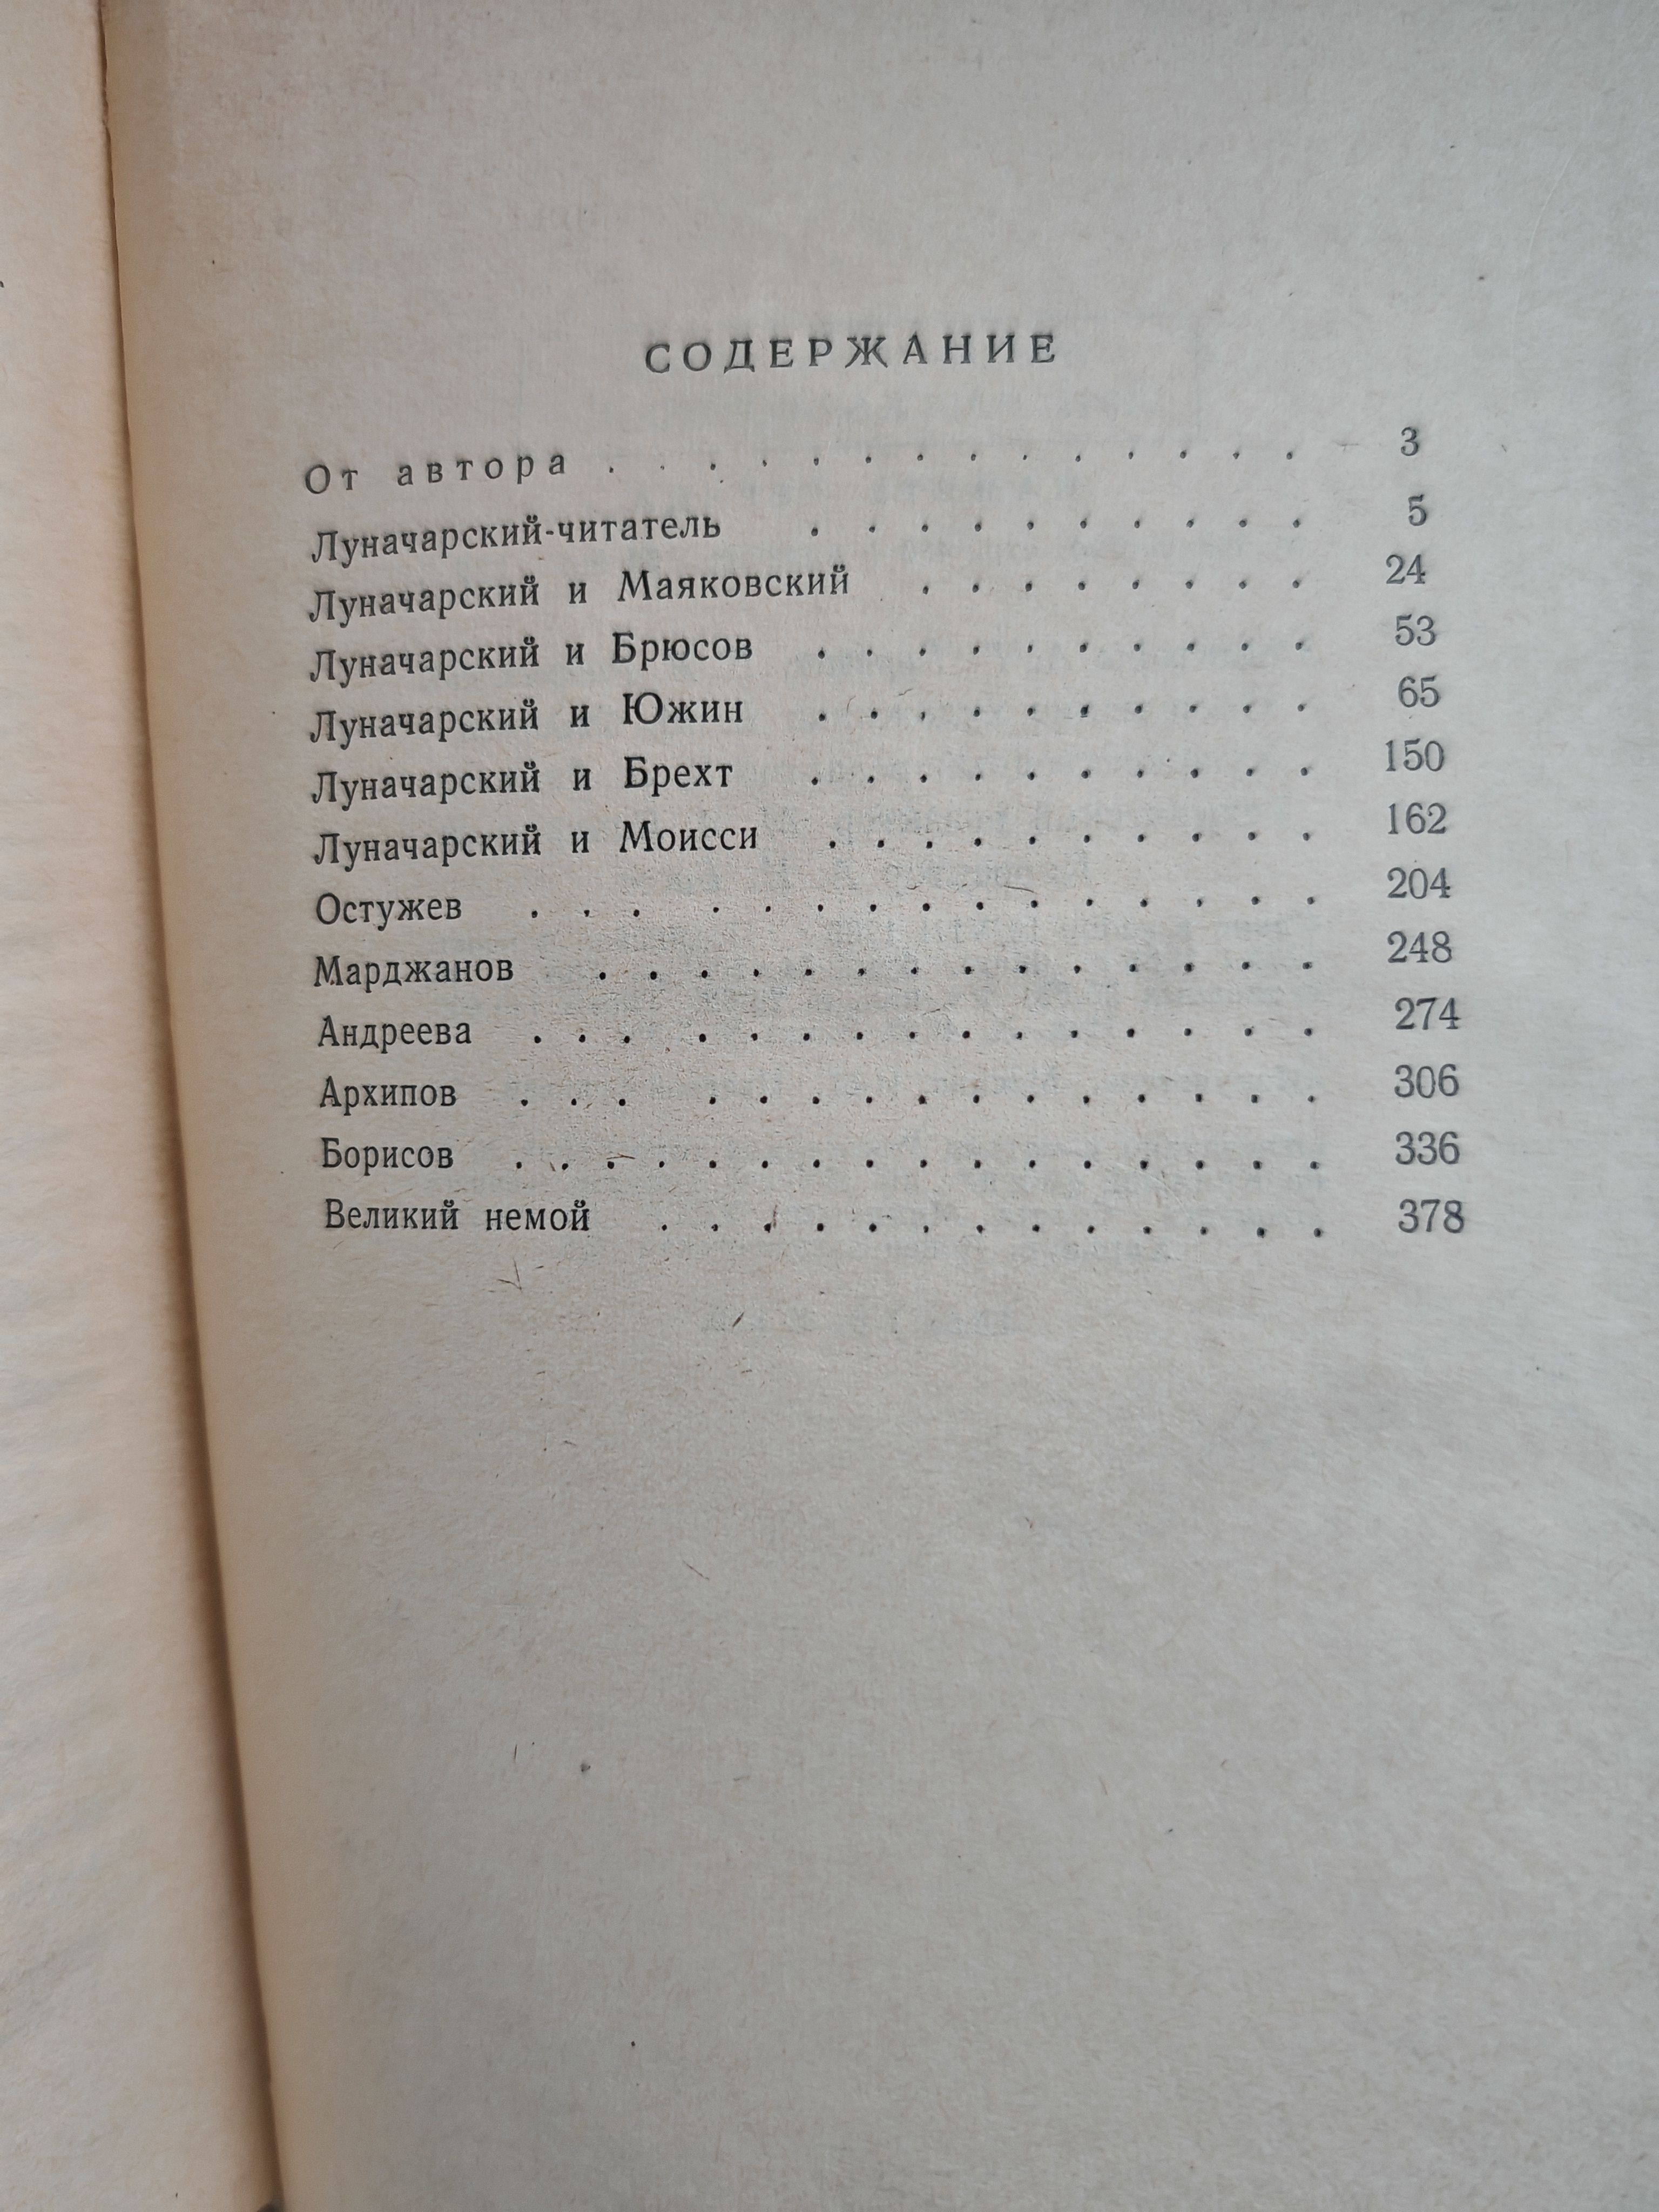 СОДЕРЖАНИЕ
От автора . . . . . . . . . . . . . . 3
Луначарский-читатель . . . . . . . . . . 5
Луначарский и Маяковский . . . . . . . . 24
Луначарский и Брюсов . . . . . . . . . . 53
Луначарский и Южин . . . . . . . . . . 65
Луначарский и Брехт . . . . . . . . . . 150
Луначарский и Моисси . . . . . . . . . . 162
Остужев . . . . . . . . . . . . . . . 204
Марджанов . . . . . . . . . . . . . . 248
Андреева . . . . . . . . . . . . . . . 274
Архипов . . . . . . . . . . . . . . . 306
Борисов . . . . . . . . . . . . . . . . 336
Великий немой . . . . . . . . . . . . . 378